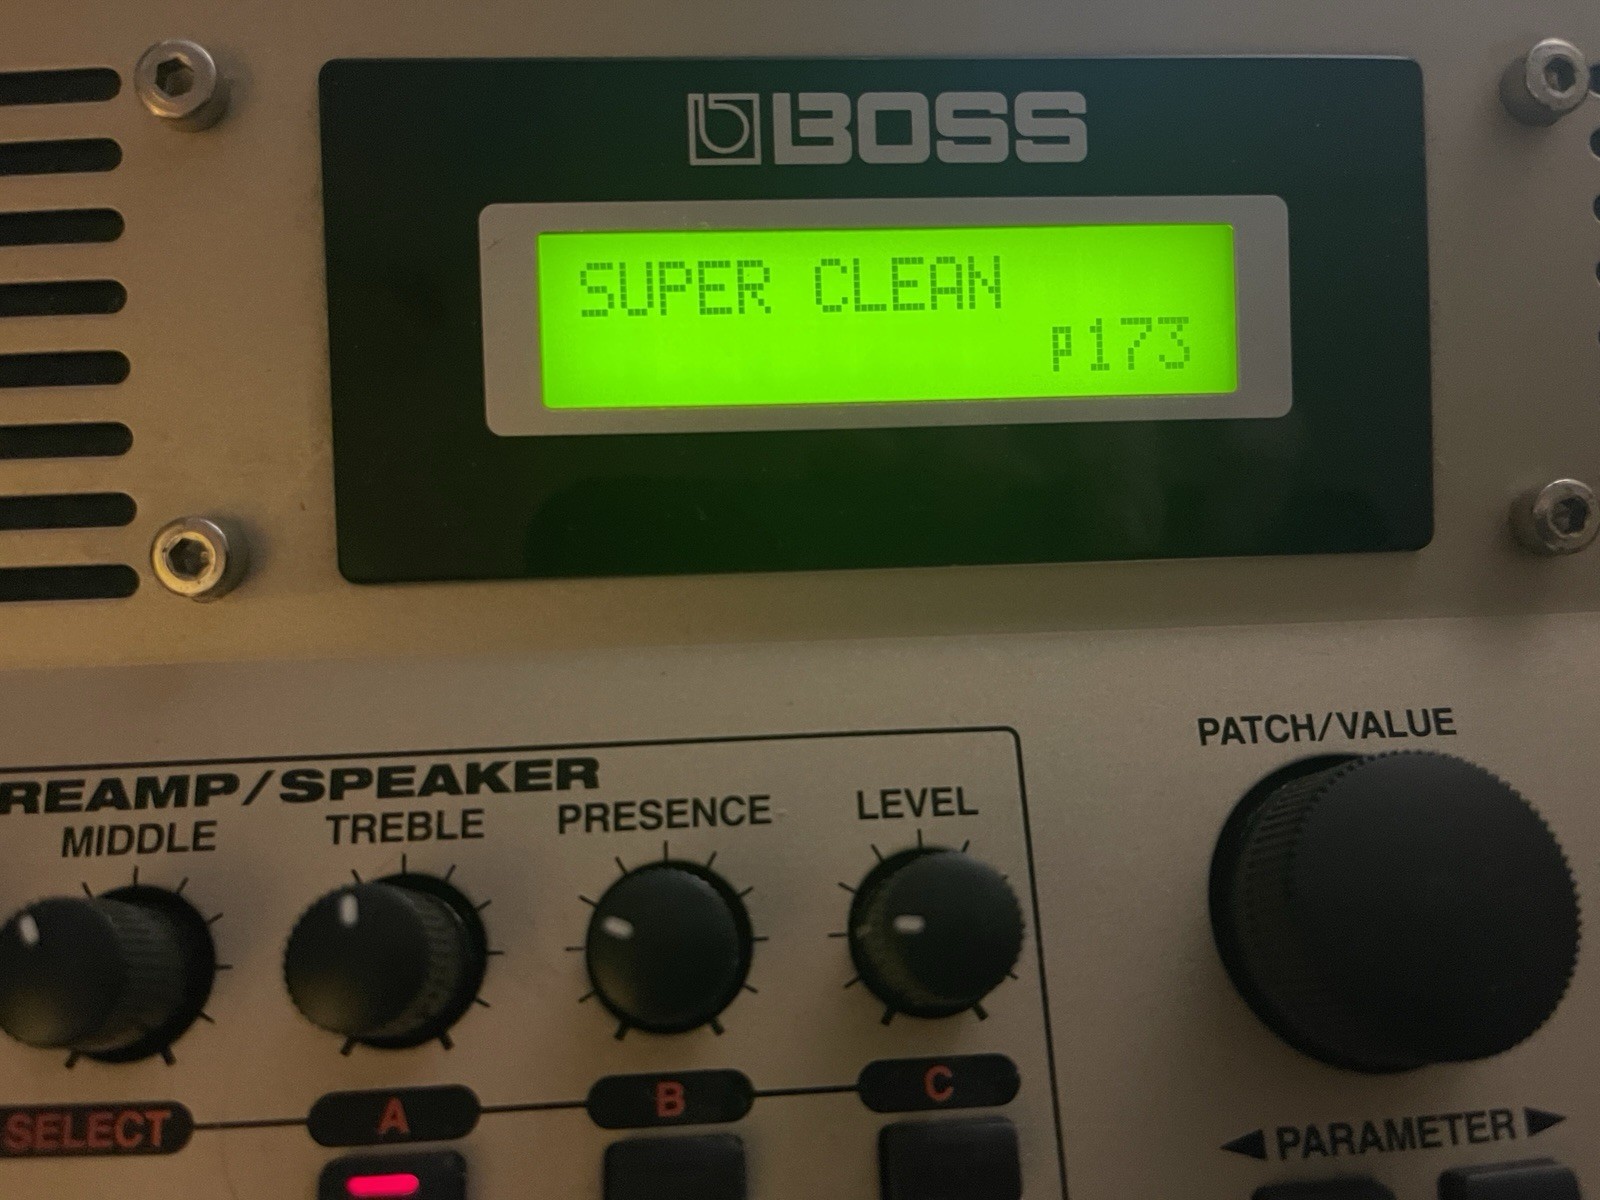 BOSS
SUPER CLEAN
p173
PATCH/VALUE
REAMP/SPEAKER
MIDDLE TREBLE PRESENCE LEVEL
SELECT A B C
◀ PARAMETER ▶